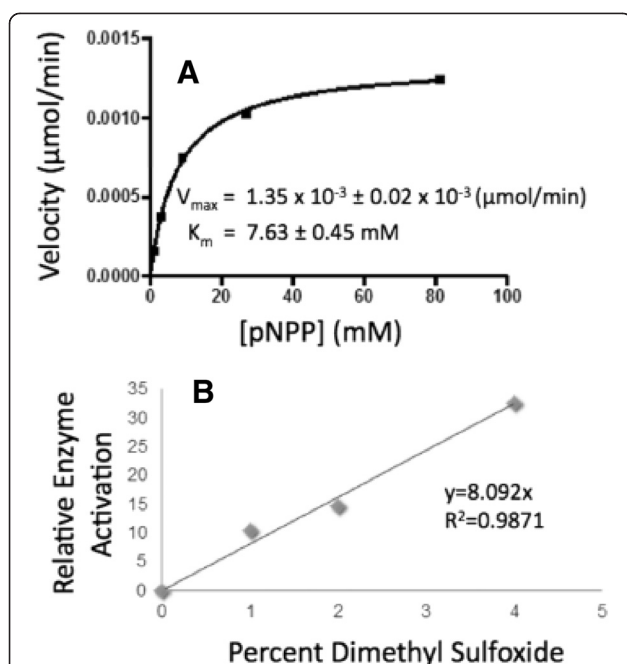 A
0.0015
0.0010
0.0005
0.0000
Velocity (µmol/min)
Vmax = 1.35 x 10-3 ± 0.02 x 10-3 (µmol/min)
Km = 7.63 ± 0.45 mM
0 20 40 60 80 100
[pNPP] (mM)
B
35
30
25
20
15
10
5
0
Relative Enzyme
Activation
y=8.092x
R2=0.9871
0 1 2 3 4 5
Percent Dimethyl Sulfoxide